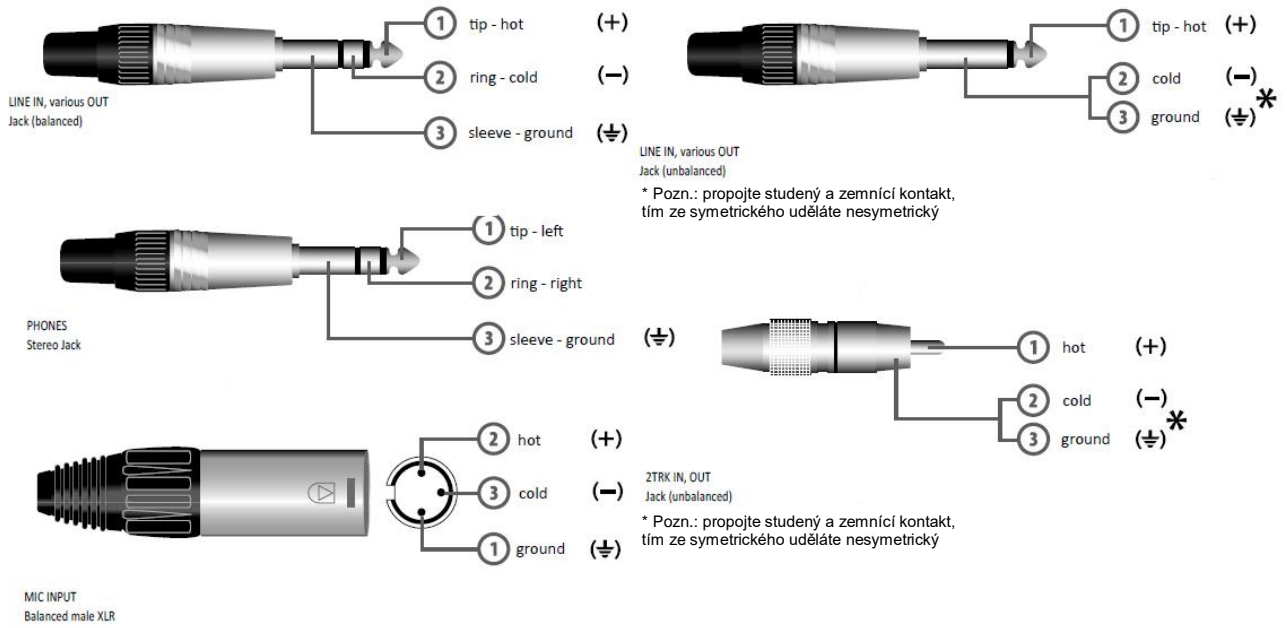 1 tip - hot (+)
2 ring - cold (−)
3 sleeve - ground (⏚)
LINE IN, various OUT
Jack (balanced)
1 tip - hot (+)
2 cold (−)
3 ground (⏚) *
LINE IN, various OUT
Jack (unbalanced)
* Pozn.: propojte studený a zemnící kontakt,
tím ze symetrického uděláte nesymetrický
1 tip - left
2 ring - right
3 sleeve - ground (⏚)
PHONES
Stereo Jack
1 hot (+)
2 cold (−)
3 ground (⏚) *
2TRK IN, OUT
Jack (unbalanced)
* Pozn.: propojte studený a zemnící kontakt,
tím ze symetrického uděláte nesymetrický
2 hot (+)
3 cold (−)
1 ground (⏚)
MIC INPUT
Balanced male XLR